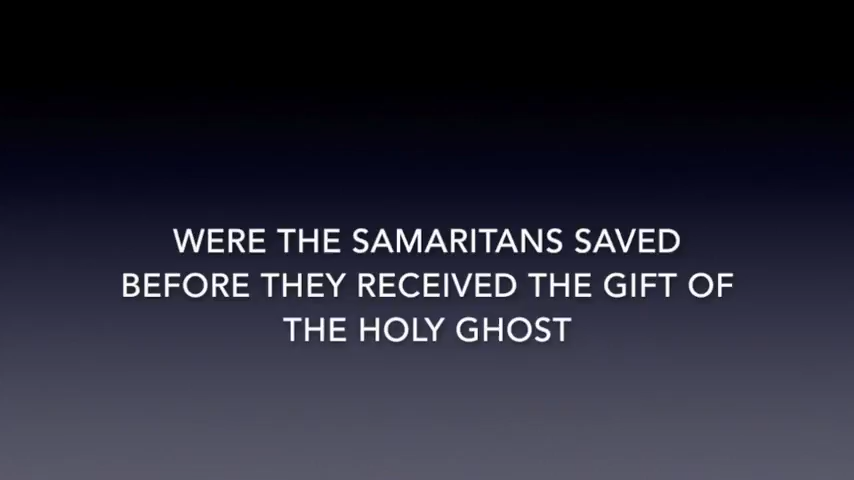 WERE THE SAMARITANS SAVED
BEFORE THEY RECEIVED THE GIFT OF
THE HOLY GHOST